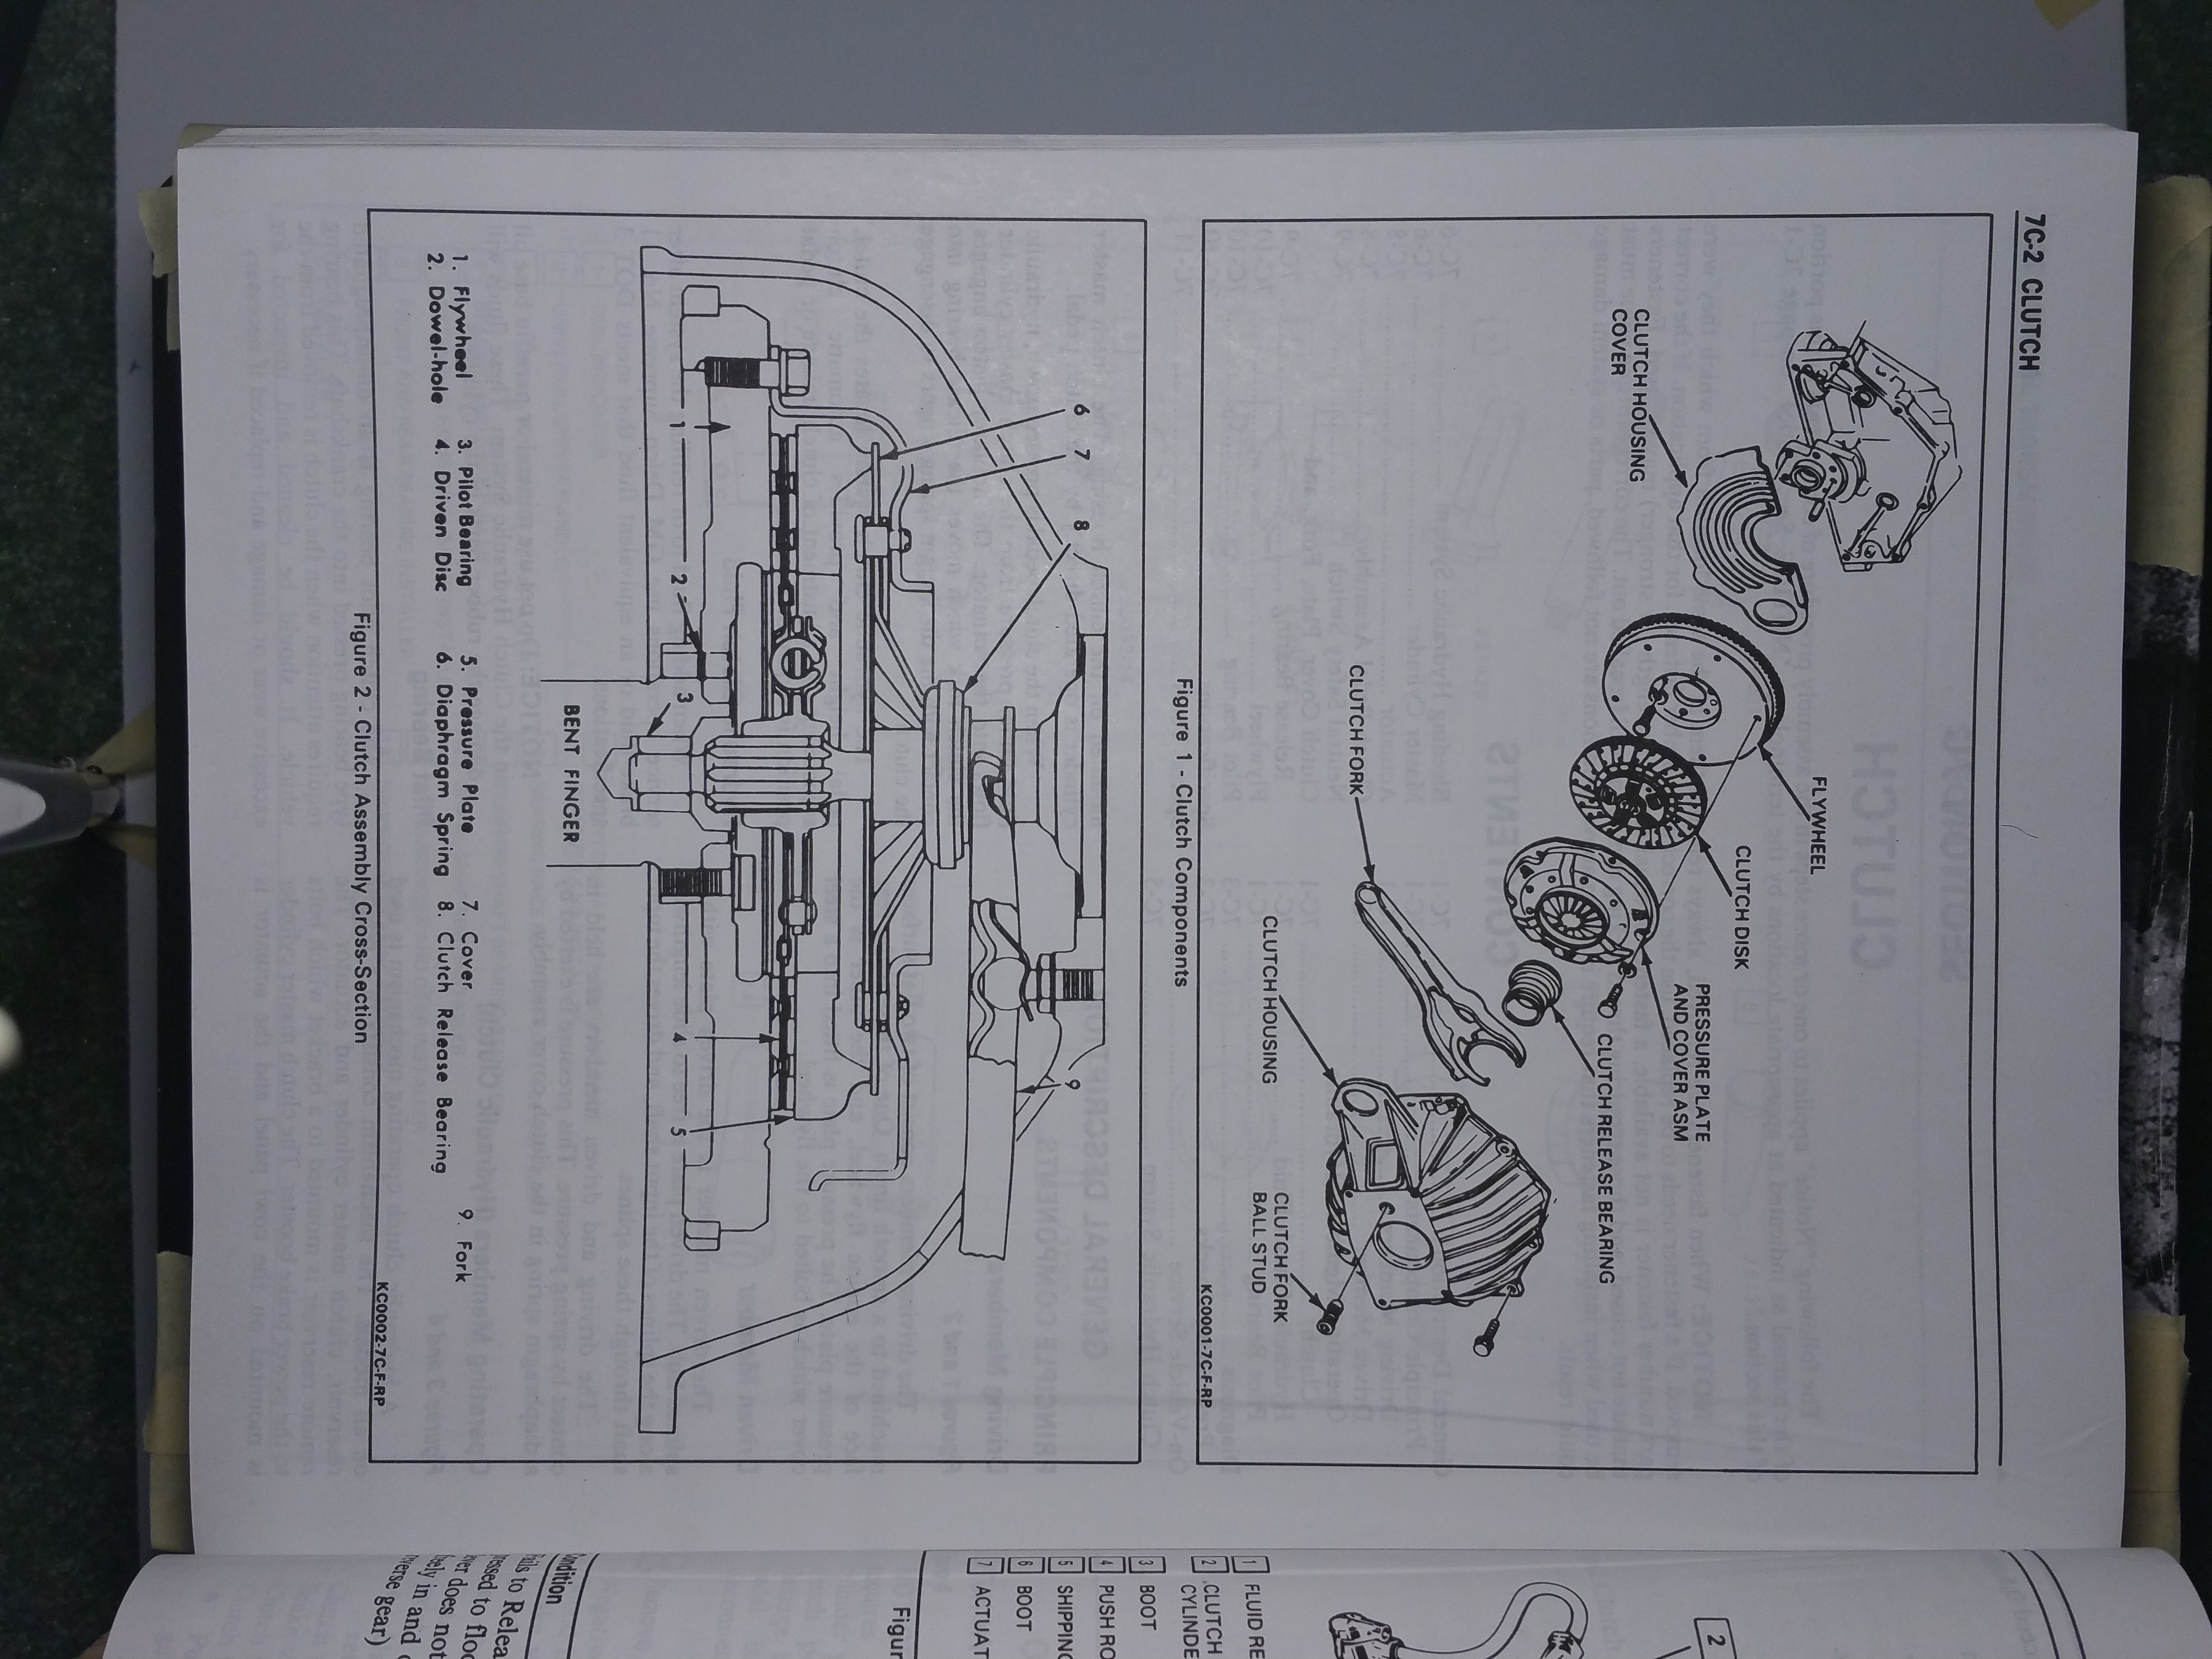 7C-2 CLUTCH
CLUTCH HOUSING
COVER
FLYWHEEL
CLUTCH DISK
PRESSURE PLATE
AND COVER ASM
CLUTCH RELEASE BEARING
CLUTCH FORK
CLUTCH HOUSING
CLUTCH FORK
BALL STUD
KC0001-7C-F-RP
Figure 1 - Clutch Components
6
7
8
9
1
2
3
4
5
BENT FINGER
1. Flywheel
2. Dowel-hole
3. Pilot Bearing
4. Driven Disc
5. Pressure Plate
6. Diaphragm Spring
7. Cover
8. Clutch Release Bearing
9. Fork
KC0002-7C-F-RP
Figure 2 - Clutch Assembly Cross-Section
2
1 FLUID RE
2 CLUTCH
CYLINDE
3 BOOT
4 PUSH RO
5 SHIPPING
6 BOOT
7 ACTUAT
Figur
ondition
ails to Relea
ressed to floo
ver does not
ely in and
verse gear)